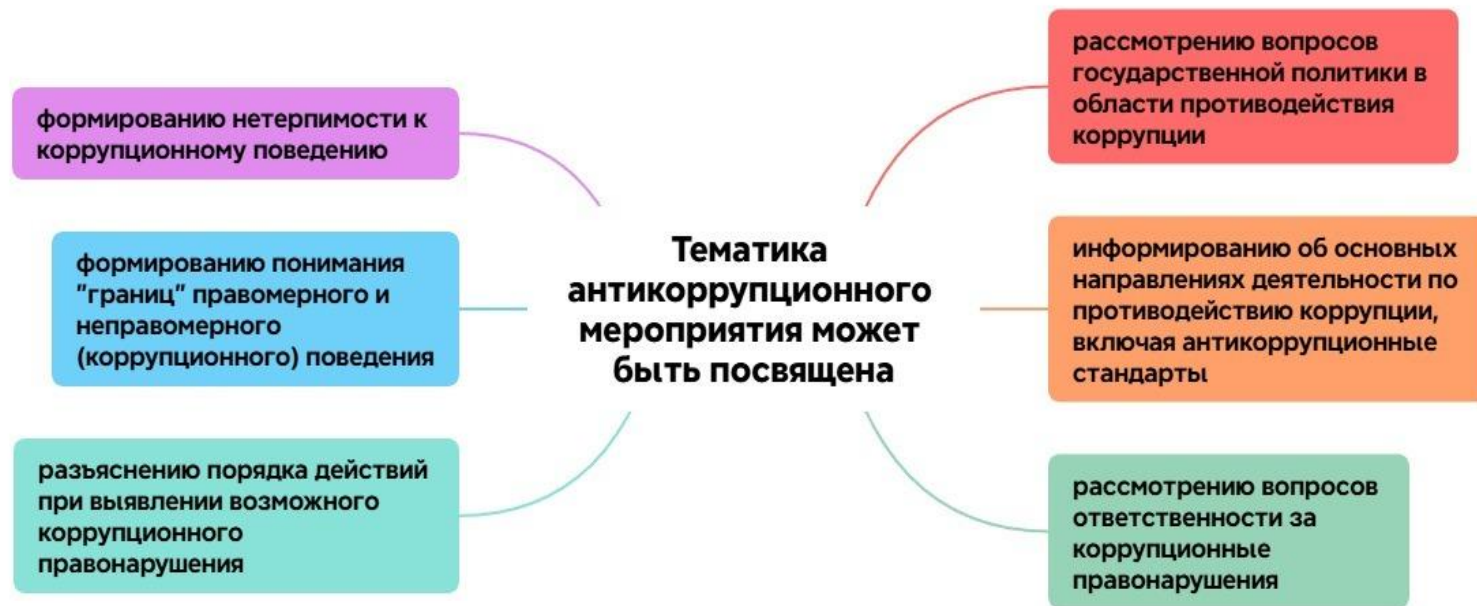 Тематика
антикоррупционного
мероприятия может
быть посвящена
формированию нетерпимости к
коррупционному поведению
формированию понимания
"границ" правомерного и
неправомерного
(коррупционного) поведения
разъяснению порядка действий
при выявлении возможного
коррупционного
правонарушения
рассмотрению вопросов
государственной политики в
области противодействия
коррупции
информированию об основных
направлениях деятельности по
противодействию коррупции,
включая антикоррупционные
стандарты
рассмотрению вопросов
ответственности за
коррупционные
правонарушения